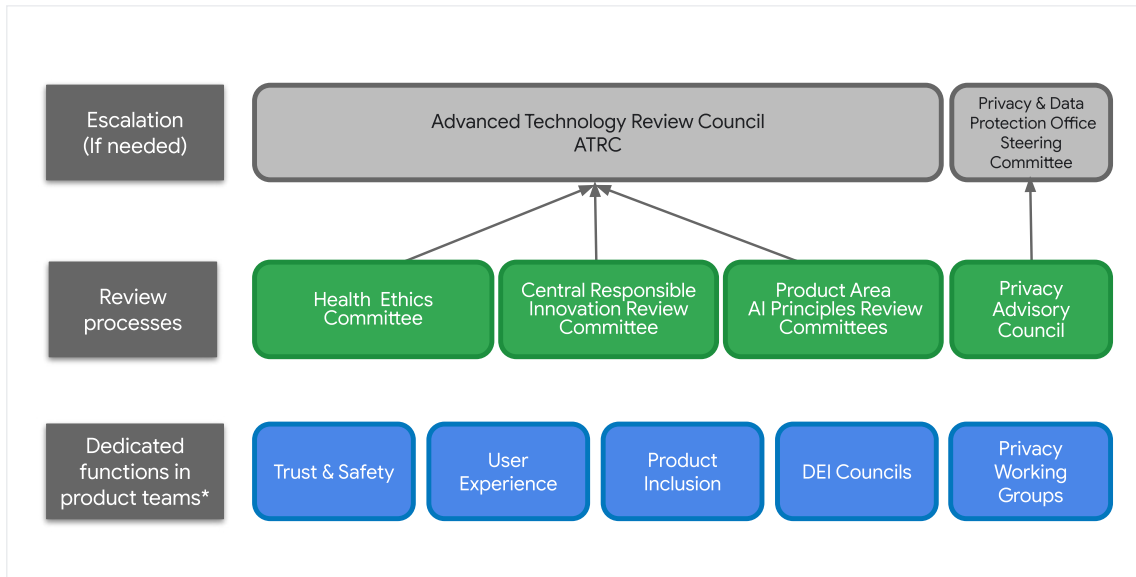 Escalation
(If needed)
Advanced Technology Review Council
ATRC
Privacy & Data
Protection Office
Steering
Committee
Review
processes
Health Ethics
Committee
Central Responsible
Innovation Review
Committee
Product Area
AI Principles Review
Committees
Privacy
Advisory
Council
Dedicated
functions in
product teams*
Trust & Safety
User
Experience
Product
Inclusion
DEI Councils
Privacy
Working
Groups